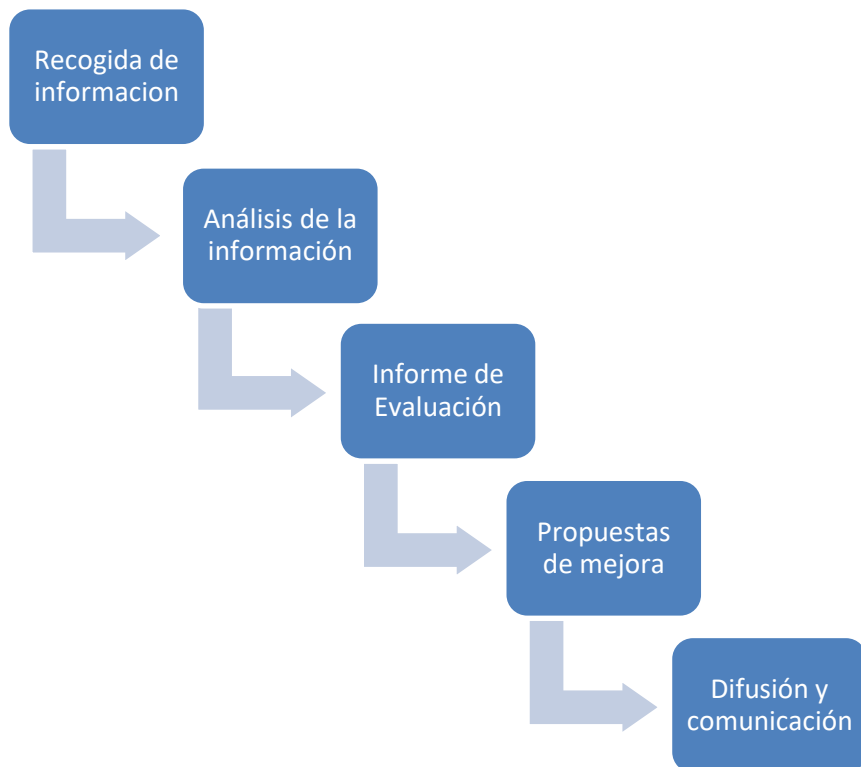 Recogida de
informacion
Análisis de la
información
Informe de
Evaluación
Propuestas
de mejora
Difusión y
comunicación